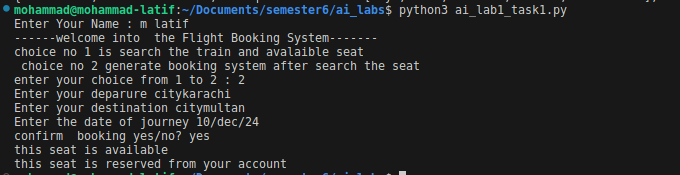 mohammad@mohammad-latif:~/Documents/semester6/ai_labs$ python3 ai_lab1_task1.py
Enter Your Name : m latif
------welcome into  the Flight Booking System-------
choice no 1 is search the train and avalaible seat
 choice no 2 generate booking system after search the seat
enter your choice from 1 to 2 : 2
Enter your deparure citykarachi
Enter your destination citymultan
Enter the date of journey 10/dec/24
confirm  booking yes/no? yes
this seat is available
this seat is reserved from your account